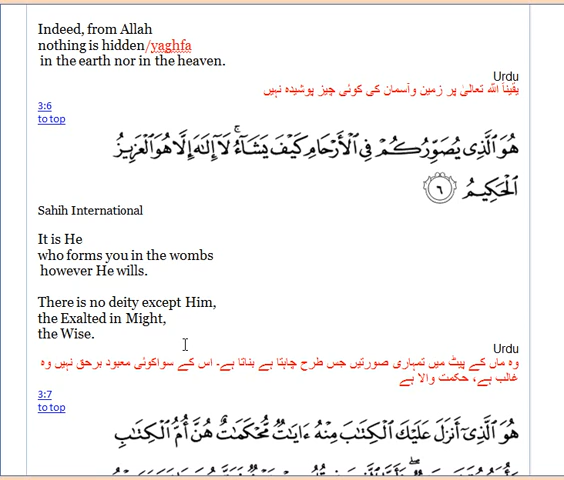 Indeed, from Allah
nothing is hidden/yaghfa
in the earth nor in the heaven.
Urdu
یقیناً اللہ تعالیٰ پر زمین وآسمان کی کوئی چیز پوشیدہ نہیں
3:6
to top
هُوَ ٱلَّذِى يُصَوِّرُكُمْ فِى ٱلْأَرْحَامِ كَيْفَ يَشَآءُ ۚ لَآ إِلَٰهَ إِلَّا هُوَ ٱلْعَزِيزُ
ٱلْحَكِيمُ ٦
Sahih International
It is He
who forms you in the wombs
however He wills.
There is no deity except Him,
the Exalted in Might,
the Wise.
Urdu
وه ماں کے پیٹ میں تمہاری صورتیں جس طرح چاہتا ہے بناتا ہے۔ اس کے سواکوئی معبود برحق نہیں وه
غالب ہے، حکمت واﻻ ہے
3:7
to top
هُوَ ٱلَّذِىٓ أَنزَلَ عَلَيْكَ ٱلْكِتَٰبَ مِنْهُ ءَايَٰتٌ مُّحْكَمَٰتٌ هُنَّ أُمُّ ٱلْكِتَٰبِ